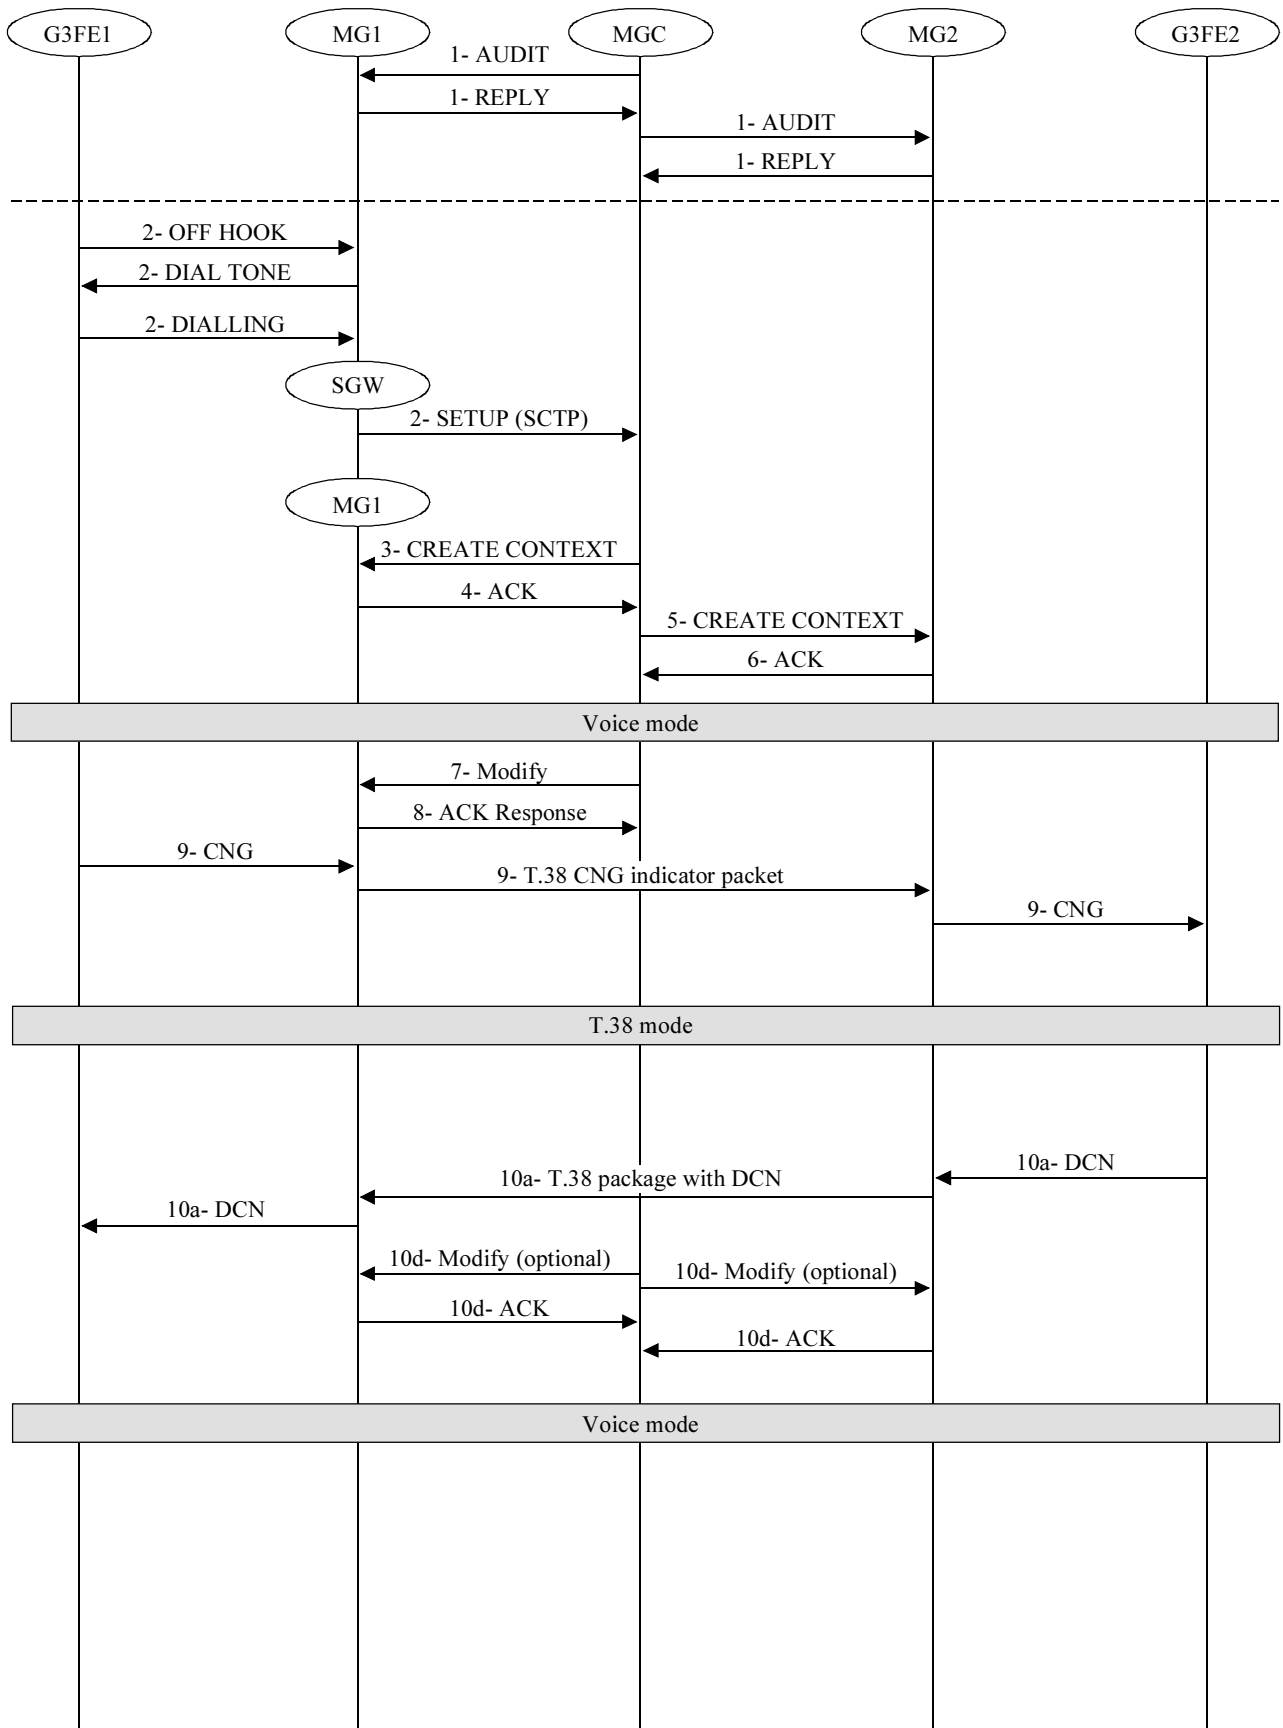 G3FE1
MG1
MGC
MG2
G3FE2
1- AUDIT
1- REPLY
1- AUDIT
1- REPLY
2- OFF HOOK
2- DIAL TONE
2- DIALLING
SGW
2- SETUP (SCTP)
MG1
3- CREATE CONTEXT
4- ACK
5- CREATE CONTEXT
6- ACK
Voice mode
7- Modify
8- ACK Response
9- CNG
9- T.38 CNG indicator packet
9- CNG
T.38 mode
10a- DCN
10a- T.38 package with DCN
10a- DCN
10d- Modify (optional)
10d- Modify (optional)
10d- ACK
10d- ACK
Voice mode